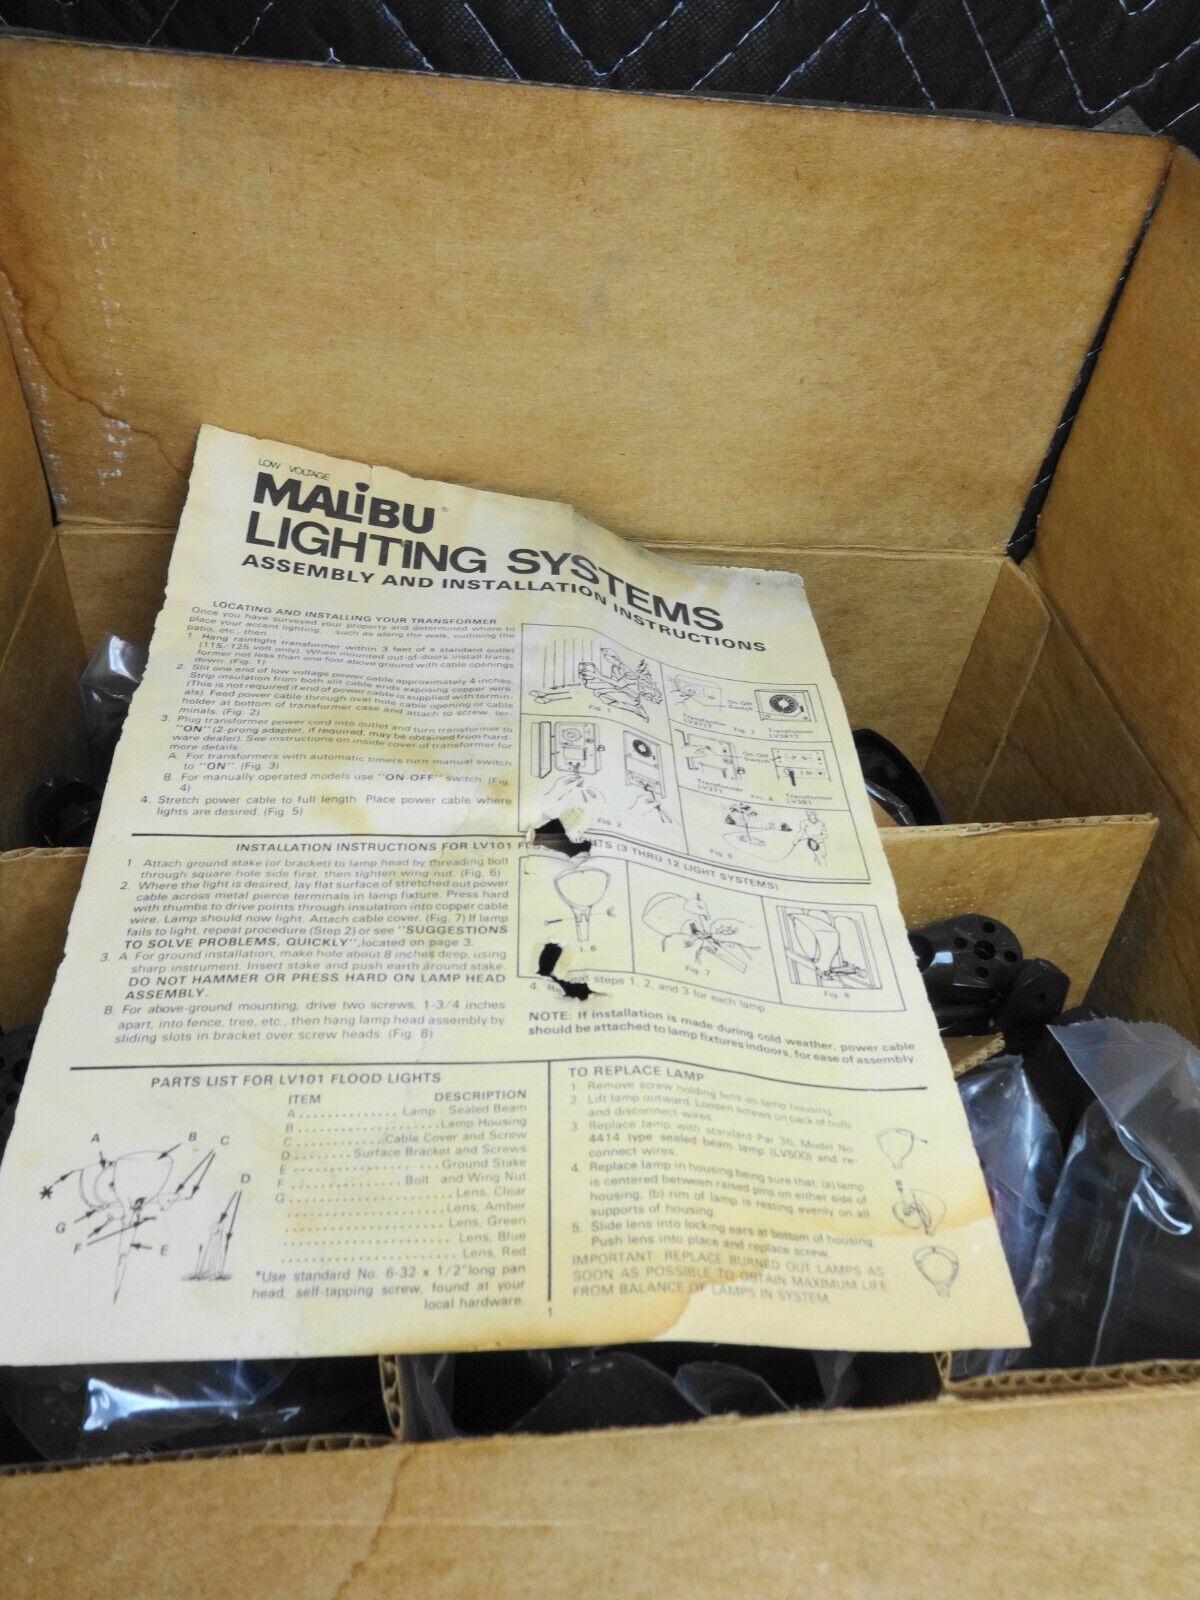 LOW VOLTAGE
MALiBU®
LIGHTING SYSTEMS
ASSEMBLY AND INSTALLATION INSTRUCTIONS
LOCATING AND INSTALLING YOUR TRANSFORMER
Once you have surveyed your property and determined where to
place your accent lighting. . . such as along the walk, outlining the
patio, etc., then:
1. Hang raintight transformer within 3 feet of a standard outlet
(115/125 volt only). When mounted out-of-doors install trans-
former not less than one foot above ground with cable openings
down. (Fig. 1)
2. Slit one end of low voltage power cable approximately 4 inches.
Strip insulation from both slit cable ends exposing copper wire.
(This is not required if end of power cable is supplied with termin-
als). Feed power cable through oval hole cable opening or cable
holder at bottom of transformer case and attach to screw ter-
minals. (Fig. 2)
3. Plug transformer power cord into outlet and turn transformer to
"ON" (2-prong adapter, if required, may be obtained from hard-
ware dealer). See instructions on inside cover of transformer for
more details.
A. For transformers with automatic timers turn manual switch
to "ON". (Fig. 3)
B. For manually operated models use "ON-OFF" switch. (Fig.
4)
4. Stretch power cable to full length. Place power cable where
lights are desired. (Fig. 5)
Fig. 1
On-Off
Switch
Transformer
LV371T
Fig. 3
Transformer
LV381T
Fig. 2
On-Off
Switch
Transformer
LV371
Fig. 4
Transformer
LV381
Fig. 5
INSTALLATION INSTRUCTIONS FOR LV101 LIGHTS (3 THRU 12 LIGHT SYSTEMS)
1. Attach ground stake (or bracket) to lamp head by threading bolt
through square hole side first, then tighten wing nut. (Fig. 6)
2. Where the light is desired, lay flat surface of stretched out power
cable across metal pierce terminals in lamp fixture. Press hard
with thumbs to drive points through insulation into copper cable
wire. Lamp should now light. Attach cable cover. (Fig. 7) If lamp
fails to light, repeat procedure (Step 2) or see "SUGGESTIONS
TO SOLVE PROBLEMS, QUICKLY", located on page 3.
3. A. For ground installation, make hole about 8 inches deep, using
sharp instrument. Insert stake and push earth around stake.
DO NOT HAMMER OR PRESS HARD ON LAMP HEAD
ASSEMBLY.
B. For above-ground mounting, drive two screws, 1-3/4 inches
apart, into fence, tree, etc., then hang lamp head assembly by
sliding slots in bracket over screw heads. (Fig. 8)
6
Fig. 7
Fig. 8
4. steps 1, 2, and 3 for each lamp.
NOTE: If installation is made during cold weather, power cable
should be attached to lamp fixtures indoors, for ease of assembly.
PARTS LIST FOR LV101 FLOOD LIGHTS
ITEM DESCRIPTION
A . . . . . . . . . . . . . . Lamp - Sealed Beam
B . . . . . . . . . . . . . . . . . . . . Lamp Housing
C . . . . . . . . . . . . Cable Cover and Screw
D . . . . . . . . Surface Bracket and Screws
E . . . . . . . . . . . . . . . . . . . . . Ground Stake
F . . . . . . . . . . . . . . . . Bolt and Wing Nut
G . . . . . . . . . . . . . . . . . . . . . . . Lens, Clear
. . . . . . . . . . . . . . . . . . . . . . Lens, Amber
. . . . . . . . . . . . . . . . . . . . . . Lens, Green
. . . . . . . . . . . . . . . . . . . . . . . Lens, Blue
. . . . . . . . . . . . . . . . . . . . . . . Lens, Red
A B C D
*
G
F E
*Use standard No. 6-32 x 1/2" long pan
head, self-tapping screw, found at your
local hardware.
TO REPLACE LAMP
1. Remove screw holding lens on lamp housing.
2. Lift lamp outward. Loosen screws on back of bulb
and disconnect wires.
3. Replace lamp with standard Par 36, Model No.
4414 type sealed beam lamp (LV500) and re-
connect wires.
4. Replace lamp in housing being sure that: (a) lamp
is centered between raised pins on either side of
housing, (b) rim of lamp is resting evenly on all
supports of housing.
5. Slide lens into locking ears at bottom of housing.
Push lens into place and replace screw.
IMPORTANT: REPLACE BURNED OUT LAMPS AS
SOON AS POSSIBLE TO OBTAIN MAXIMUM LIFE
FROM BALANCE OF LAMPS IN SYSTEM.
1